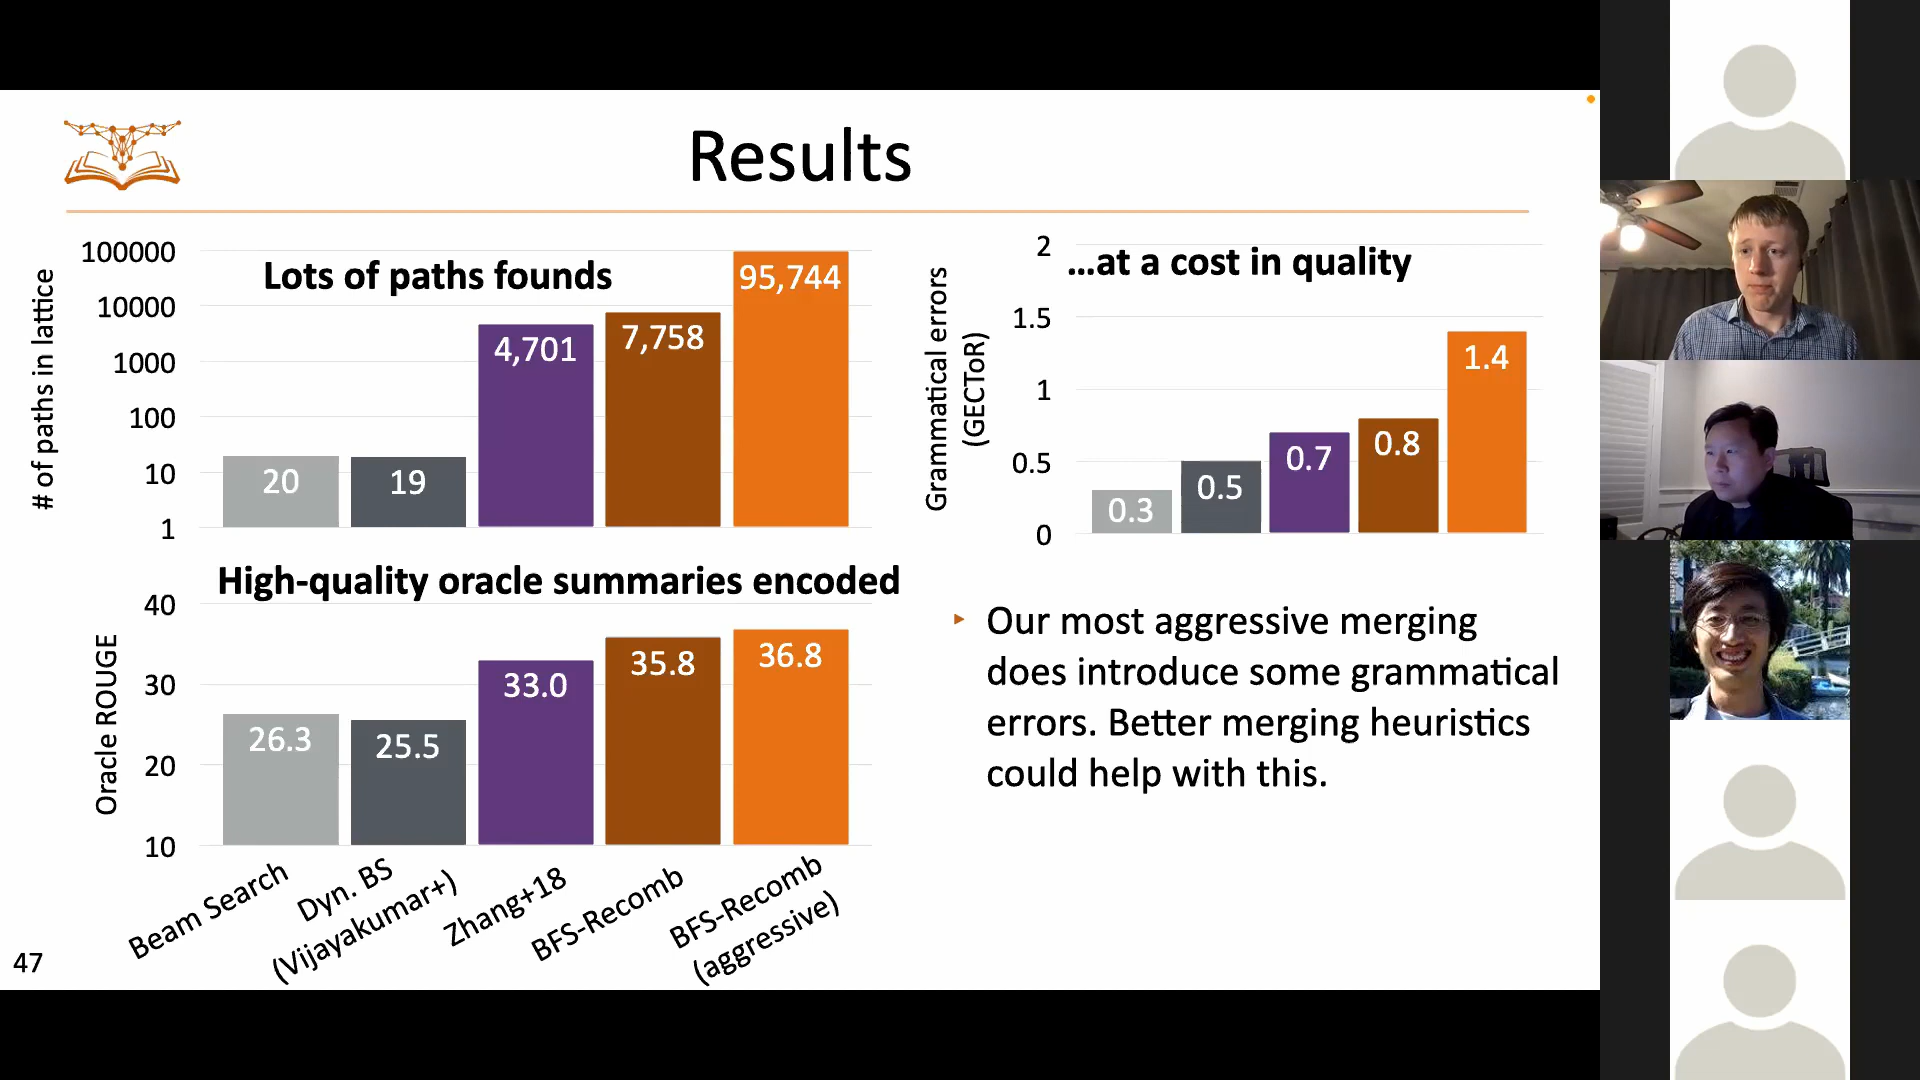 Results
# of paths in lattice
100000
10000
1000
100
10
1
Lots of paths founds
20
19
4,701
7,758
95,744
High-quality oracle summaries encoded
Oracle ROUGE
40
30
20
10
26.3
25.5
33.0
35.8
36.8
Beam Search
Dyn. BS
(Vijayakumar+)
Zhang+18
BFS-Recomb
BFS-Recomb
(aggressive)
Grammatical errors
(GECToR)
2
1.5
1
0.5
0
...at a cost in quality
0.3
0.5
0.7
0.8
1.4
Our most aggressive merging
does introduce some grammatical
errors. Better merging heuristics
could help with this.
47